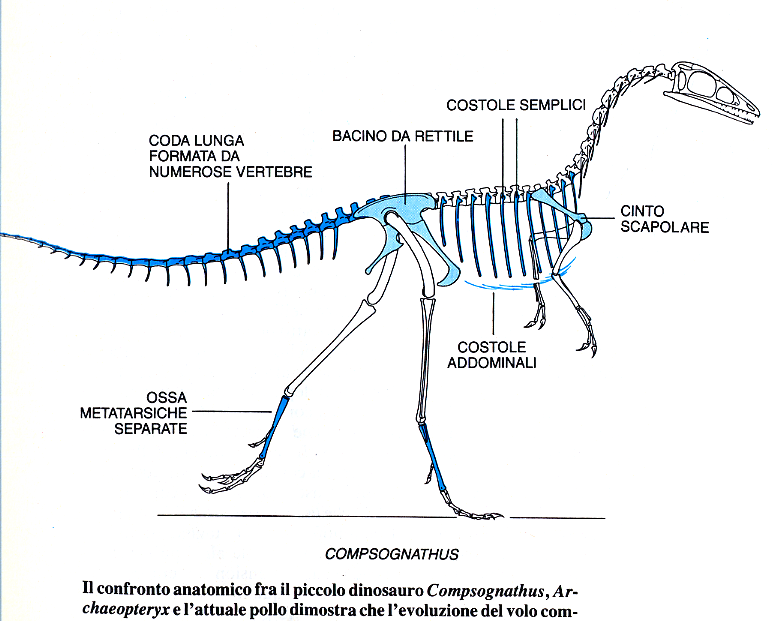 COSTOLE SEMPLICI
CODA LUNGA
FORMATA DA
NUMEROSE VERTEBRE
BACINO DA RETTILE
CINTO
SCAPOLARE
COSTOLE
ADDOMINALI
OSSA
METATARSICHE
SEPARATE
COMPSOGNATHUS
Il confronto anatomico fra il piccolo dinosauro Compsognathus, Ar-
chaeopteryx e l'attuale pollo dimostra che l'evoluzione del volo com-